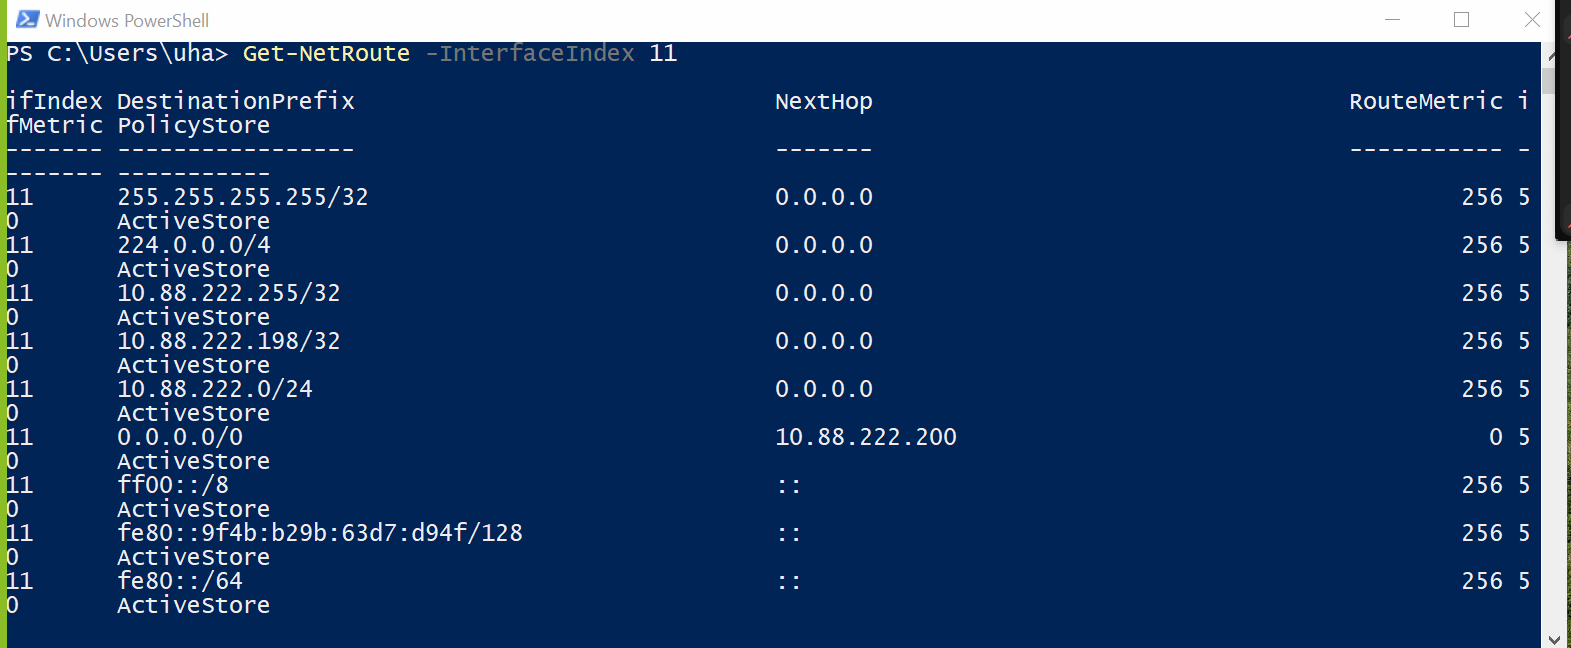 Windows PowerShell
PS C:\Users\uha> Get-NetRoute -InterfaceIndex 11
ifIndex DestinationPrefix                              NextHop                                  RouteMetric i
fMetric PolicyStore
------- -----------------                              -------                                  ----------- -
------- -----------
11      255.255.255.255/32                             0.0.0.0                                          256 5
0       ActiveStore
11      224.0.0.0/4                                    0.0.0.0                                          256 5
0       ActiveStore
11      10.88.222.255/32                               0.0.0.0                                          256 5
0       ActiveStore
11      10.88.222.198/32                               0.0.0.0                                          256 5
0       ActiveStore
11      10.88.222.0/24                                 0.0.0.0                                          256 5
0       ActiveStore
11      0.0.0.0/0                                      10.88.222.200                                      0 5
0       ActiveStore
11      ff00::/8                                       ::                                               256 5
0       ActiveStore
11      fe80::9f4b:b29b:63d7:d94f/128                  ::                                               256 5
0       ActiveStore
11      fe80::/64                                      ::                                               256 5
0       ActiveStore